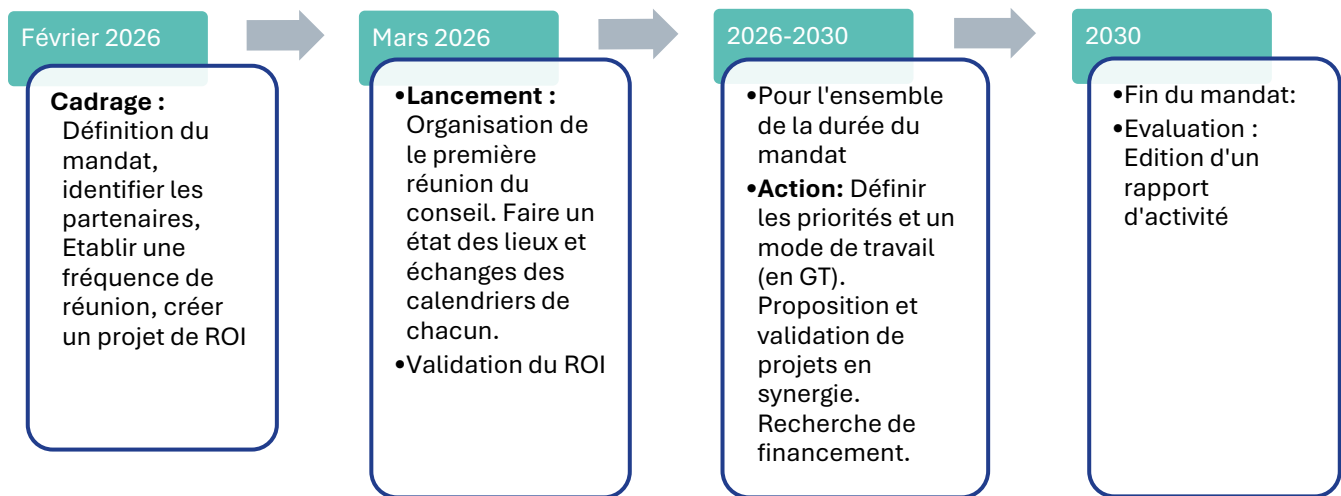 Février 2026
Cadrage :
Définition du
mandat,
identifier les
partenaires,
Etablir une
fréquence de
réunion, créer
un projet de ROI
Mars 2026
•Lancement :
Organisation de
le première
réunion du
conseil. Faire un
état des lieux et
échanges des
calendriers de
chacun.
•Validation du ROI
2026-2030
•Pour l'ensemble
de la durée du
mandat
•Action: Définir
les priorités et un
mode de travail
(en GT).
Proposition et
validation de
projets en
synergie.
Recherche de
financement.
2030
•Fin du mandat:
•Evaluation :
Edition d'un
rapport
d'activité